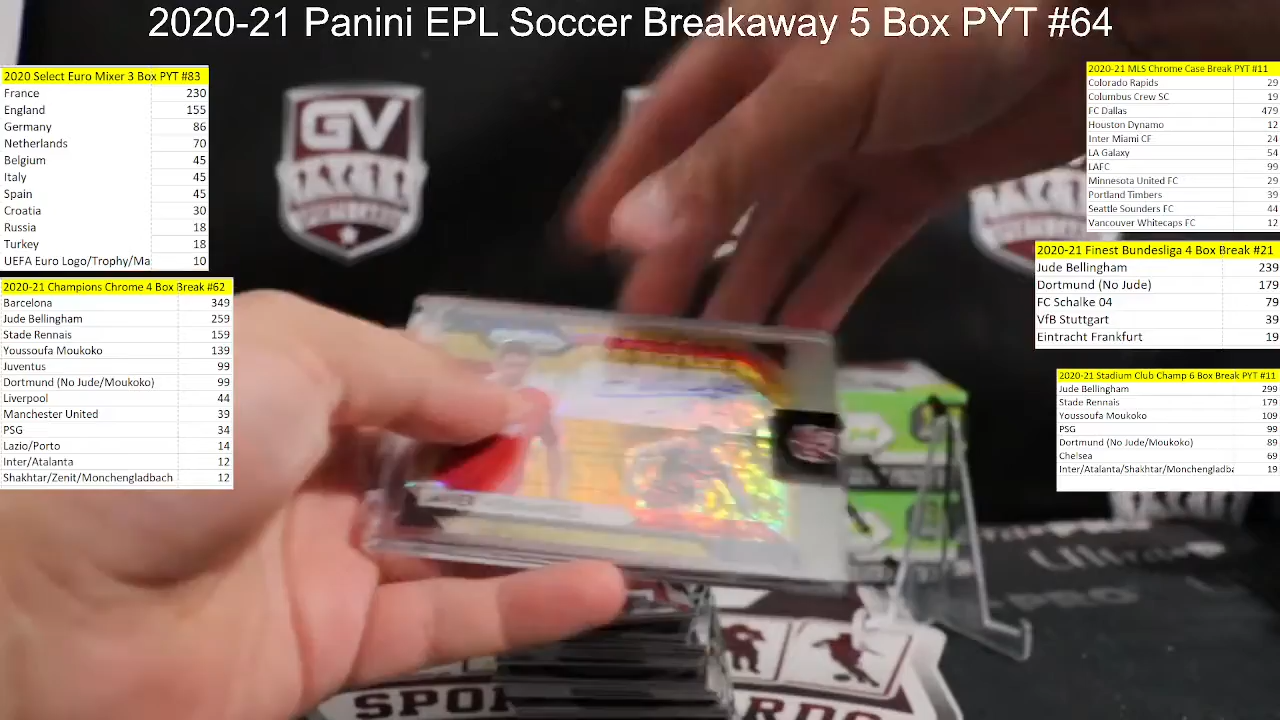 2020-21 Panini EPL Soccer Breakaway 5 Box PYT #64
2020 Select Euro Mixer 3 Box PYT #83
France 230
England 155
Germany 86
Netherlands 70
Belgium 45
Italy 45
Spain 45
Croatia 30
Russia 18
Turkey 18
UEFA Euro Logo/Trophy/Ma 10
2020-21 Champions Chrome 4 Box Break #62
Barcelona 349
Jude Bellingham 259
Stade Rennais 159
Youssoufa Moukoko 139
Juventus 99
Dortmund (No Jude/Moukoko) 99
Liverpool 44
Manchester United 39
PSG 34
Lazio/Porto 14
Inter/Atalanta 12
Shakhtar/Zenit/Monchengladbach 12
2020-21 MLS Chrome Case Break PYT #11
Colorado Rapids 29
Columbus Crew SC 19
FC Dallas 479
Houston Dynamo 12
Inter Miami CF 24
LA Galaxy 54
LAFC 99
Minnesota United FC 29
Portland Timbers 39
Seattle Sounders FC 44
Vancouver Whitecaps FC 12
2020-21 Finest Bundesliga 4 Box Break #21
Jude Bellingham 239
Dortmund (No Jude) 179
FC Schalke 04 79
VfB Stuttgart 39
Eintracht Frankfurt 19
2020-21 Stadium Club Champ 6 Box Break PYT #11
Jude Bellingham 299
Stade Rennais 179
Youssoufa Moukoko 109
PSG 99
Dortmund (No Jude/Moukoko) 89
Chelsea 69
Inter/Atalanta/Shakhtar/Monchengladba 19
GV
PRO
SPOR
RDS